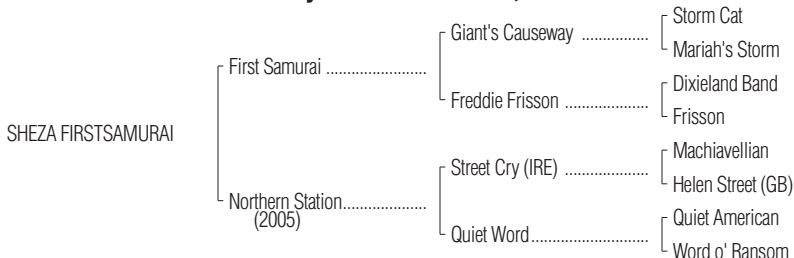 Storm Cat
Giant's Causeway ................
Mariah's Storm
First Samurai ........................
Dixieland Band
Freddie Frisson ....................
Frisson
SHEZA FIRSTSAMURAI
Machiavellian
Street Cry (IRE) ....................
Helen Street (GB)
Northern Station....................
(2005)
Quiet American
Quiet Word............................
Word o' Ransom